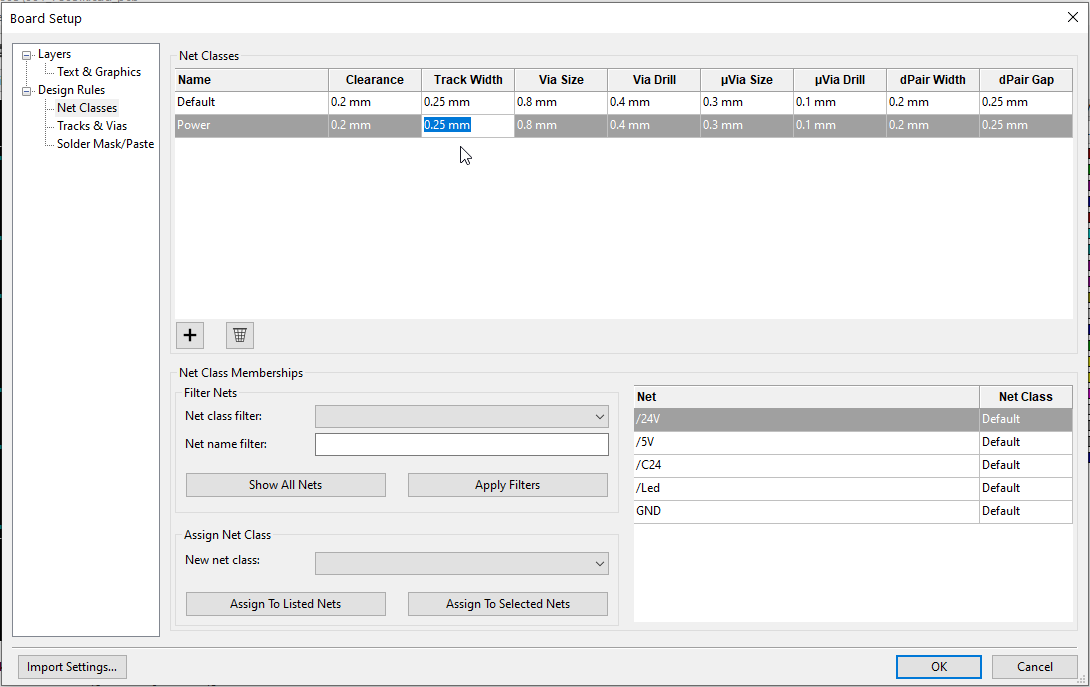 Board Setup
Layers
Text & Graphics
Design Rules
Net Classes
Tracks & Vias
Solder Mask/Paste
Net Classes
Name Clearance Track Width Via Size Via Drill µVia Size µVia Drill dPair Width dPair Gap
Default 0.2 mm 0.25 mm 0.8 mm 0.4 mm 0.3 mm 0.1 mm 0.2 mm 0.25 mm
Power 0.2 mm 0.25 mm 0.8 mm 0.4 mm 0.3 mm 0.1 mm 0.2 mm 0.25 mm
Net Class Memberships
Filter Nets
Net class filter:
Net name filter:
Show All Nets Apply Filters
Assign Net Class
New net class:
Assign To Listed Nets Assign To Selected Nets
Net Net Class
/24V Default
/5V Default
/C24 Default
/Led Default
GND Default
Import Settings... OK Cancel